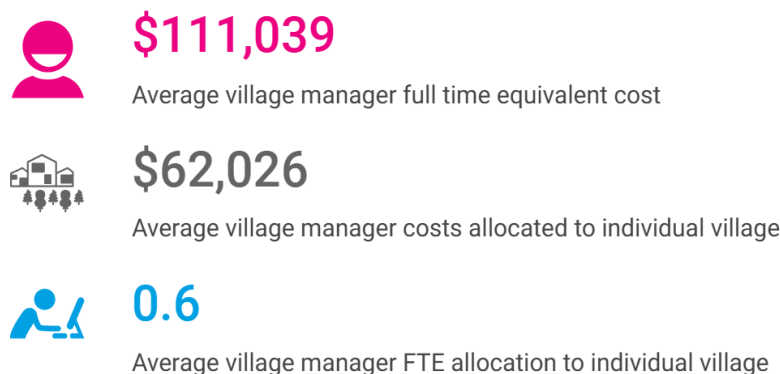 $111,039
Average village manager full time equivalent cost
$62,026
Average village manager costs allocated to individual village
0.6
Average village manager FTE allocation to individual village